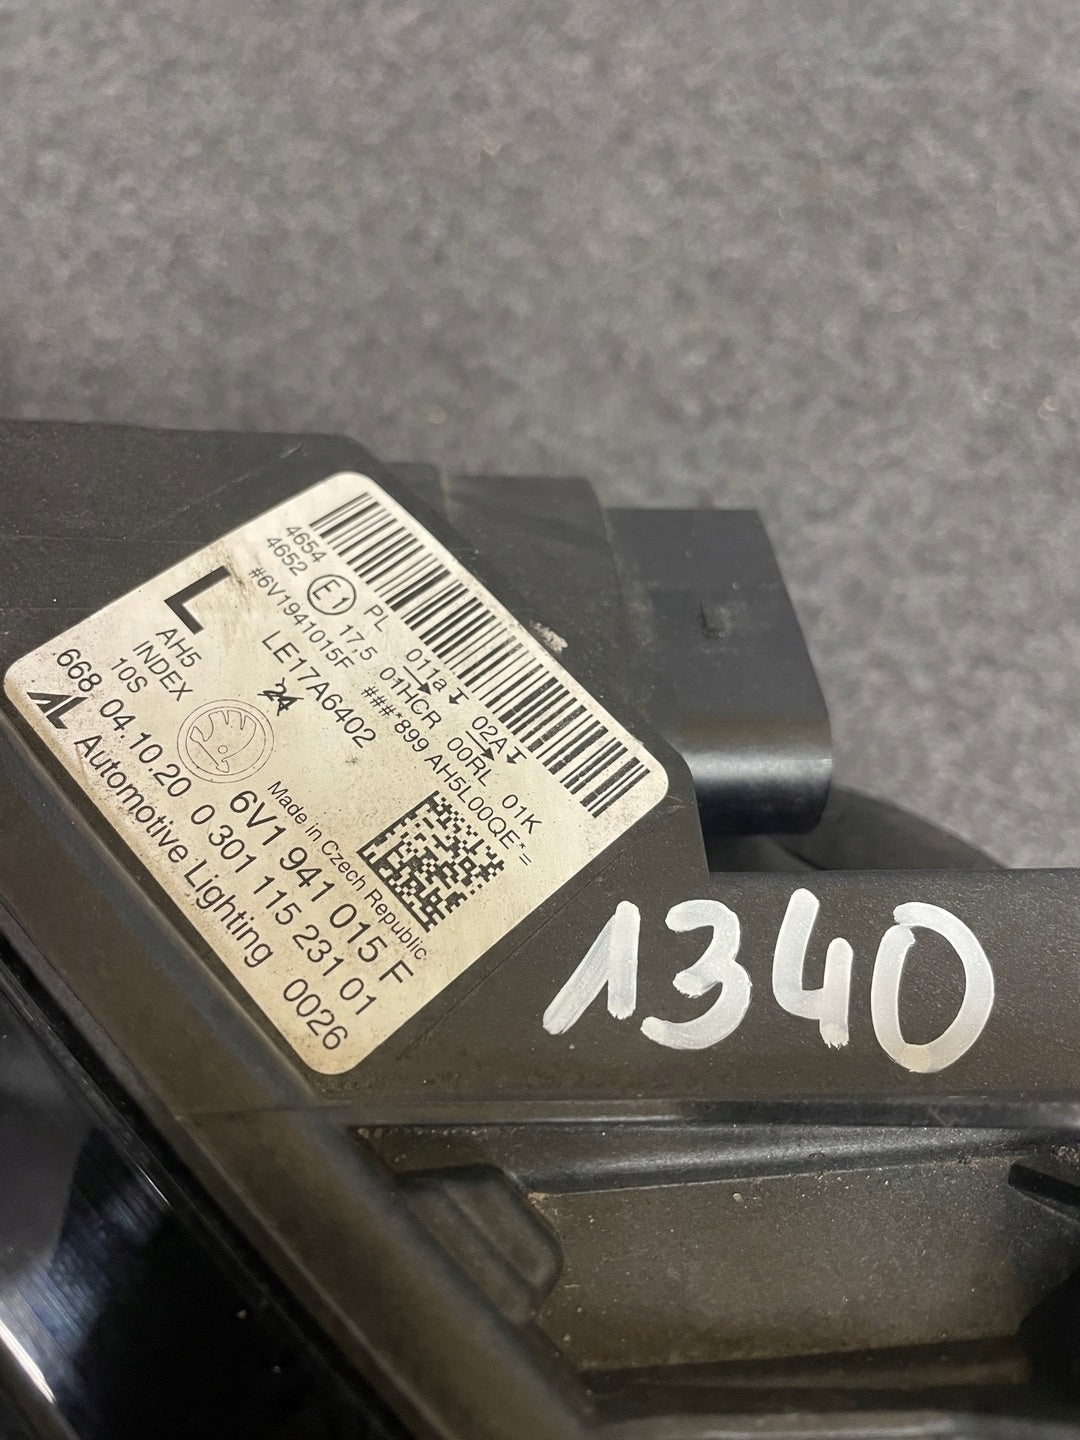 4654 PL 011a 02A
4652 E1 17,5 01HCR 00RL 01K
#6V1941015F ###*899 AH5L00QE*=
L
LE17A6402
24
AH5
INDEX
10S
Made in Czech Republic
6V1 941 015 F
668 04.10.20 0 301 115 231 01
AL Automotive Lighting 0026
1340